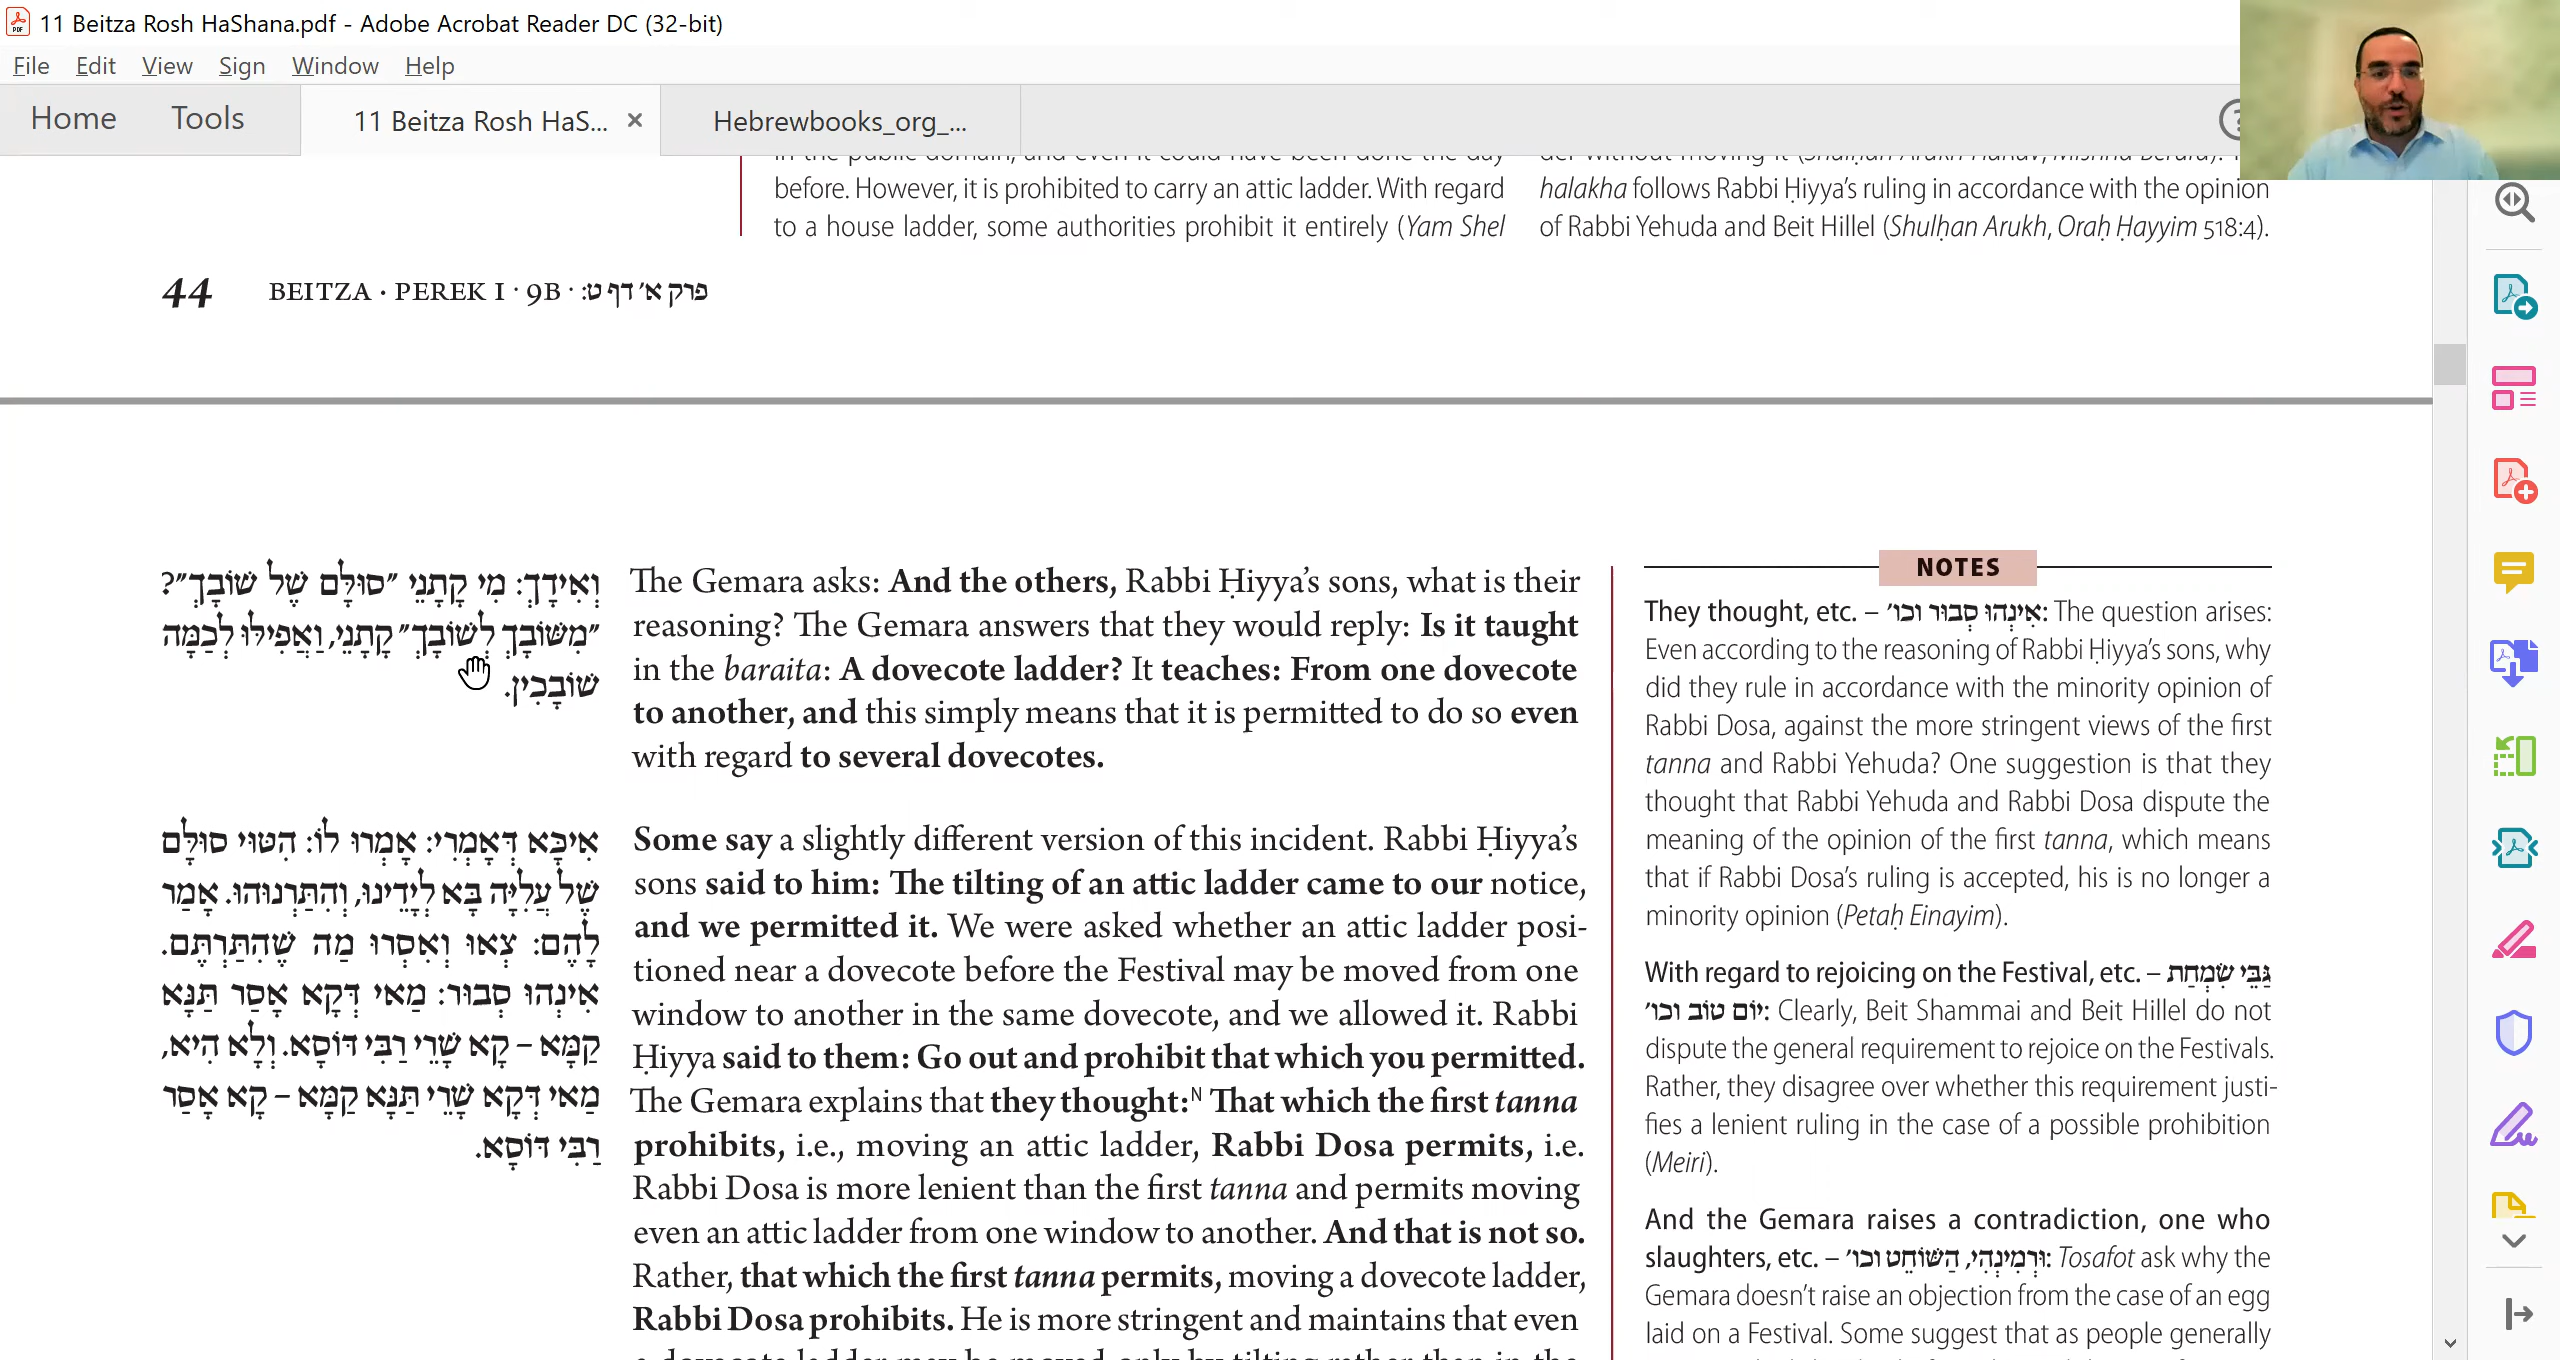 11 Beitza Rosh HaShana.pdf - Adobe Acrobat Reader DC (32-bit)
File Edit View Sign Window Help
Home Tools 11 Beitza Rosh HaS... × Hebrewbooks_org_...
before. However, it is prohibited to carry an attic ladder. With regard
to a house ladder, some authorities prohibit it entirely (Yam Shel
halakha follows Rabbi Ḥiyya's ruling in accordance with the opinion
of Rabbi Yehuda and Beit Hillel (Shulḥan Arukh, Oraḥ Ḥayyim 518:4).
44 BEITZA · PEREK I · 9B · פרק א׳ דף ט:
וְאִידָךְ: מִי קָתָנֵי ״סוּלָּם שֶׁל שׁוֹבָךְ״?
״מִשּׁוֹבָךְ לְשׁוֹבָךְ״ קָתָנֵי, וַאֲפִילּוּ לְכַמָּה
שׁוֹבָכִין.
The Gemara asks: And the others, Rabbi Ḥiyya's sons, what is their
reasoning? The Gemara answers that they would reply: Is it taught
in the baraita: A dovecote ladder? It teaches: From one dovecote
to another, and this simply means that it is permitted to do so even
with regard to several dovecotes.
אִיכָּא דְּאָמְרִי: אָמְרוּ לוֹ: הִטּוּי סוּלָּם
שֶׁל עֲלִיָּה בָּא לְיָדֵינוּ, וְהִתַּרְנוּהוּ. אָמַר
לָהֶם: צְאוּ וְאִסְרוּ מַה שֶּׁהִתַּרְתֶּם.
אִינְהוּ סְבוּר: מַאי דְּקָא אָסַר תַּנָּא
קַמָּא – קָא שָׁרֵי רַבִּי דּוֹסָא. וְלָא הִיא,
מַאי דְּקָא שָׁרֵי תַּנָּא קַמָּא – קָא אָסַר
רַבִּי דּוֹסָא.
Some say a slightly different version of this incident. Rabbi Ḥiyya's
sons said to him: The tilting of an attic ladder came to our notice,
and we permitted it. We were asked whether an attic ladder posi-
tioned near a dovecote before the Festival may be moved from one
window to another in the same dovecote, and we allowed it. Rabbi
Ḥiyya said to them: Go out and prohibit that which you permitted.
The Gemara explains that they thought:ᴺ That which the first tanna
prohibits, i.e., moving an attic ladder, Rabbi Dosa permits, i.e.
Rabbi Dosa is more lenient than the first tanna and permits moving
even an attic ladder from one window to another. And that is not so.
Rather, that which the first tanna permits, moving a dovecote ladder,
Rabbi Dosa prohibits. He is more stringent and maintains that even
NOTES
They thought, etc. – אִינְהוּ סְבוּר וכו׳: The question arises:
Even according to the reasoning of Rabbi Ḥiyya's sons, why
did they rule in accordance with the minority opinion of
Rabbi Dosa, against the more stringent views of the first
tanna and Rabbi Yehuda? One suggestion is that they
thought that Rabbi Yehuda and Rabbi Dosa dispute the
meaning of the opinion of the first tanna, which means
that if Rabbi Dosa's ruling is accepted, his is no longer a
minority opinion (Petaḥ Einayim).
With regard to rejoicing on the Festival, etc. – גַּבֵּי שִׂמְחַת
יוֹם טוֹב וכו׳: Clearly, Beit Shammai and Beit Hillel do not
dispute the general requirement to rejoice on the Festivals.
Rather, they disagree over whether this requirement justi-
fies a lenient ruling in the case of a possible prohibition
(Meiri).
And the Gemara raises a contradiction, one who
slaughters, etc. – וּרְמִינְהִי, הַשּׁוֹחֵט וכו׳: Tosafot ask why the
Gemara doesn't raise an objection from the case of an egg
laid on a Festival. Some suggest that as people generally